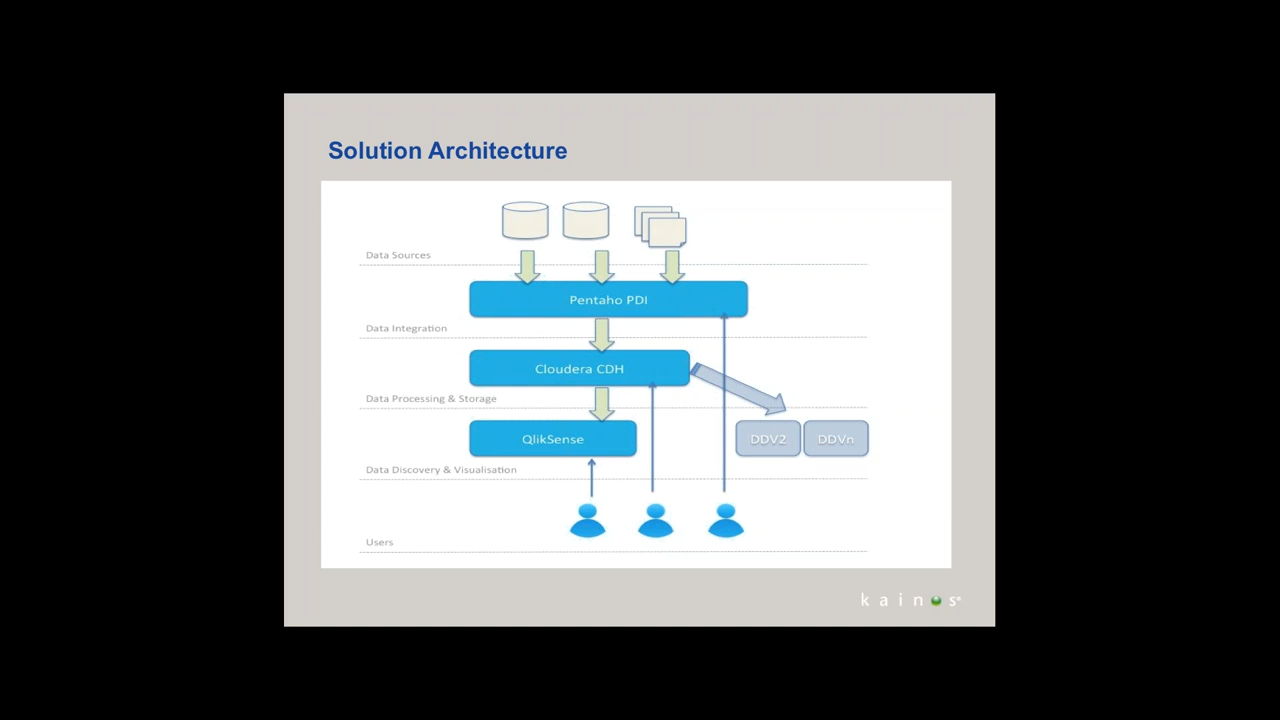 Solution Architecture
Data Sources
Pentaho PDI
Data Integration
Cloudera CDH
Data Processing & Storage
QlikSense
DDV2
DDVn
Data Discovery & Visualisation
Users
kainos®